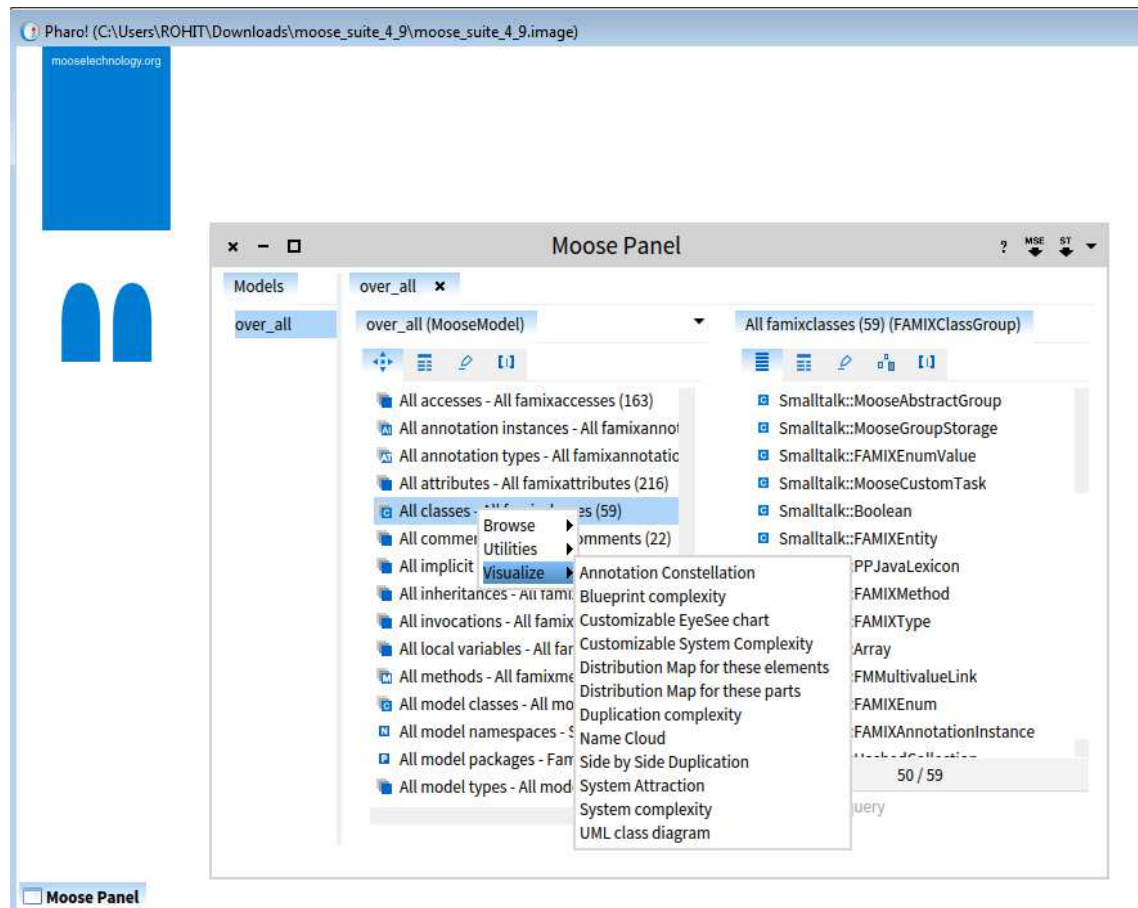 Pharo! (C:\Users\ROHIT\Downloads\moose_suite_4_9\moose_suite_4_9.image)
moosetechnology.org
Moose Panel
? MSE ST
Models
over_all
over_all
over_all (MooseModel)
All accesses - All famixaccesses (163)
All annotation instances - All famixannot
All annotation types - All famixannotatic
All attributes - All famixattributes (216)
All classes - es (59)
All commer omments (22)
All implicit
All inheritances - All fami
All invocations - All famix
All local variables - All far
All methods - All famixme
All model classes - All mo
All model namespaces - S
All model packages - Fam
All model types - All mod
Browse
Utilities
Visualize
Annotation Constellation
Blueprint complexity
Customizable EyeSee chart
Customizable System Complexity
Distribution Map for these elements
Distribution Map for these parts
Duplication complexity
Name Cloud
Side by Side Duplication
System Attraction
System complexity
UML class diagram
All famixclasses (59) (FAMIXClassGroup)
Smalltalk::MooseAbstractGroup
Smalltalk::MooseGroupStorage
Smalltalk::FAMIXEnumValue
Smalltalk::MooseCustomTask
Smalltalk::Boolean
Smalltalk::FAMIXEntity
:PPJavaLexicon
:FAMIXMethod
:FAMIXType
:Array
:FMMultivalueLink
:FAMIXEnum
:FAMIXAnnotationInstance
50 / 59
uery
Moose Panel